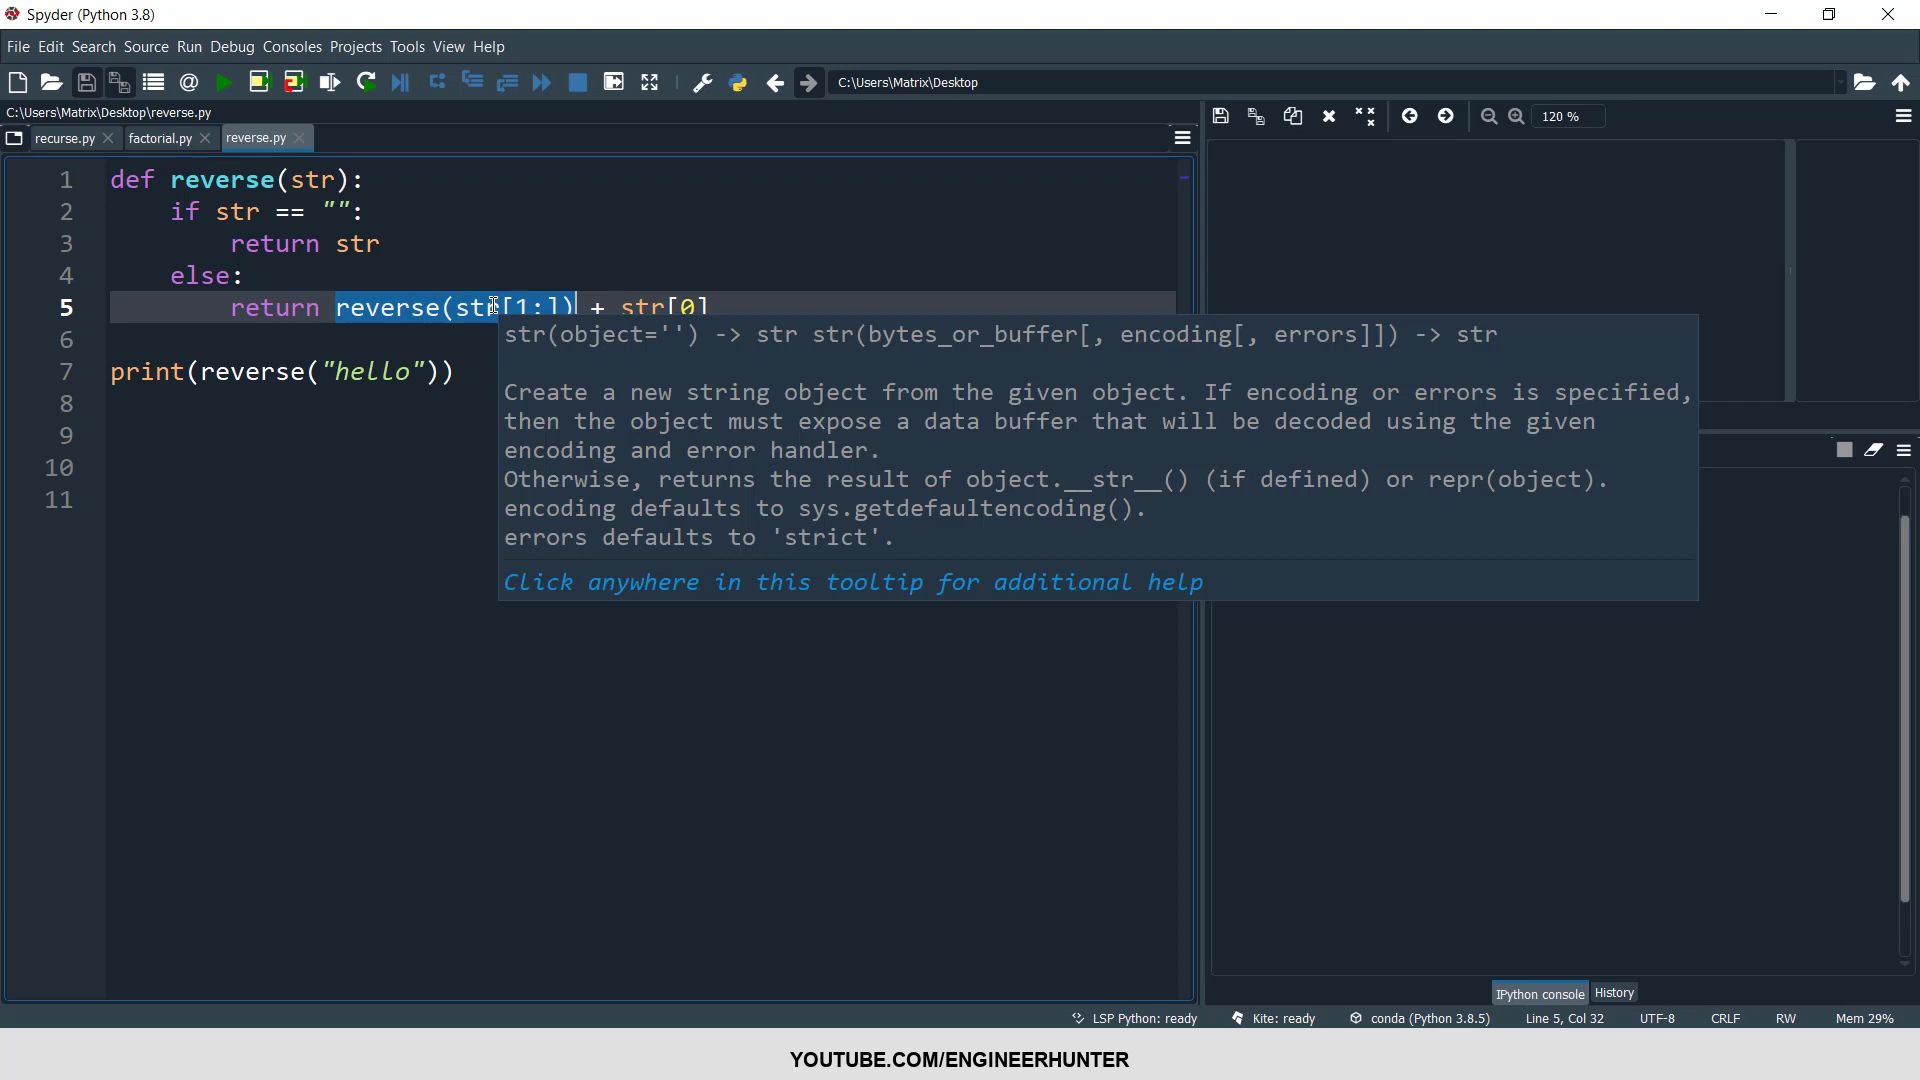 Spyder (Python 3.8)
File Edit Search Source Run Debug Consoles Projects Tools View Help
C:\Users\Matrix\Desktop
C:\Users\Matrix\Desktop\reverse.py
120 %
recurse.py factorial.py reverse.py
1 def reverse(str):
2 if str == "":
3 return str
4 else:
5 return reverse(str[1:]) + str[0]
6
7 print(reverse("hello"))
8
9
10
11
str(object='') -> str str(bytes_or_buffer[, encoding[, errors]]) -> str
Create a new string object from the given object. If encoding or errors is specified,
then the object must expose a data buffer that will be decoded using the given
encoding and error handler.
Otherwise, returns the result of object.__str__() (if defined) or repr(object).
encoding defaults to sys.getdefaultencoding().
errors defaults to 'strict'.
Click anywhere in this tooltip for additional help
IPython console History
LSP Python: ready Kite: ready conda (Python 3.8.5) Line 5, Col 32 UTF-8 CRLF RW Mem 29%
YOUTUBE.COM/ENGINEERHUNTER